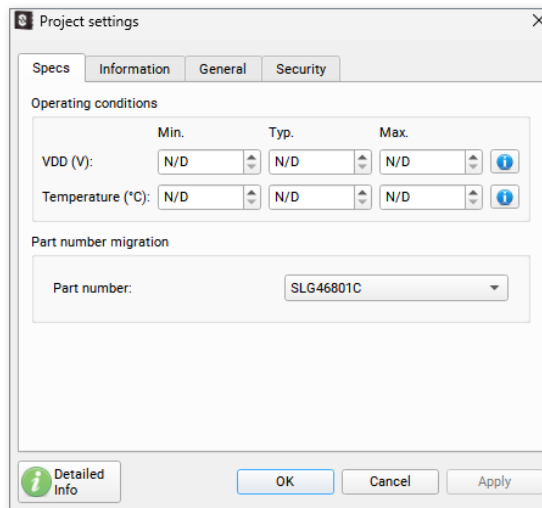 Project settings
Specs Information General Security
Operating conditions
Min. Typ. Max.
VDD (V): N/D N/D N/D
Temperature (°C): N/D N/D N/D
Part number migration
Part number: SLG46801C
Detailed
Info
OK Cancel Apply